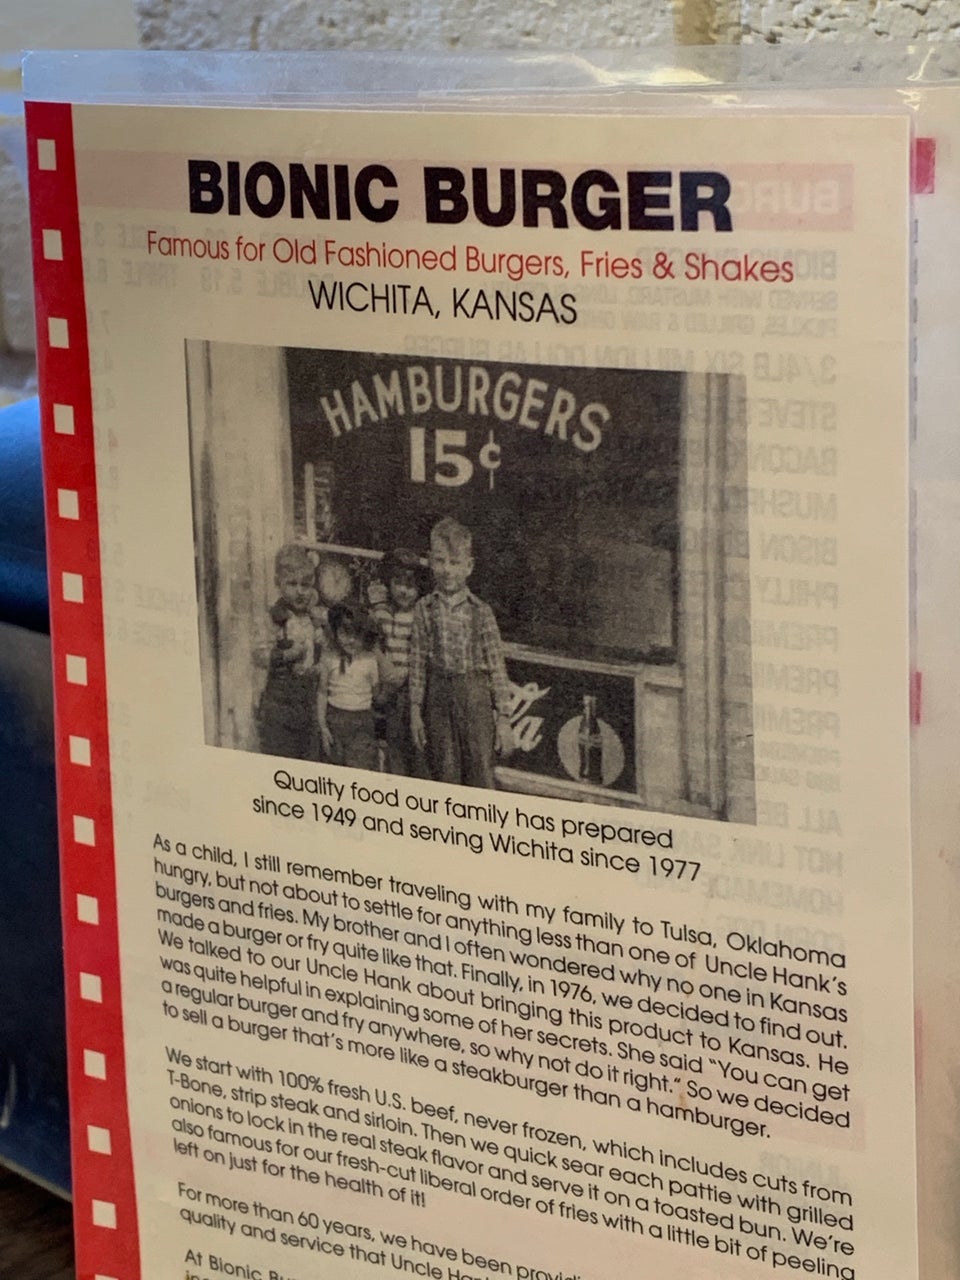 BIONIC BURGER
Famous for Old Fashioned Burgers, Fries & Shakes
WICHITA, KANSAS
HAMBURGERS
15¢
Quality food our family has prepared
since 1949 and serving Wichita since 1977
As a child, I still remember traveling with my family to Tulsa, Oklahoma
hungry, but not about to settle for anything less than one of Uncle Hank's
burgers and fries. My brother and I often wondered why no one in Kansas
made a burger or fry quite like that. Finally, in 1976, we decided to find out.
We talked to our Uncle Hank about bringing this product to Kansas. He
was quite helpful in explaining some of her secrets. She said "You can get
a regular burger and fry anywhere, so why not do it right." So we decided
to sell a burger that's more like a steakburger than a hamburger.
We start with 100% fresh U.S. beef, never frozen, which includes cuts from
T-Bone, strip steak and sirloin. Then we quick sear each pattie with grilled
onions to lock in the real steak flavor and serve it on a toasted bun. We're
also famous for our fresh-cut liberal order of fries with a little bit of peeling
left on just for the health of it!
For more than 60 years, we have been
quality and service that Uncle
At Bionic